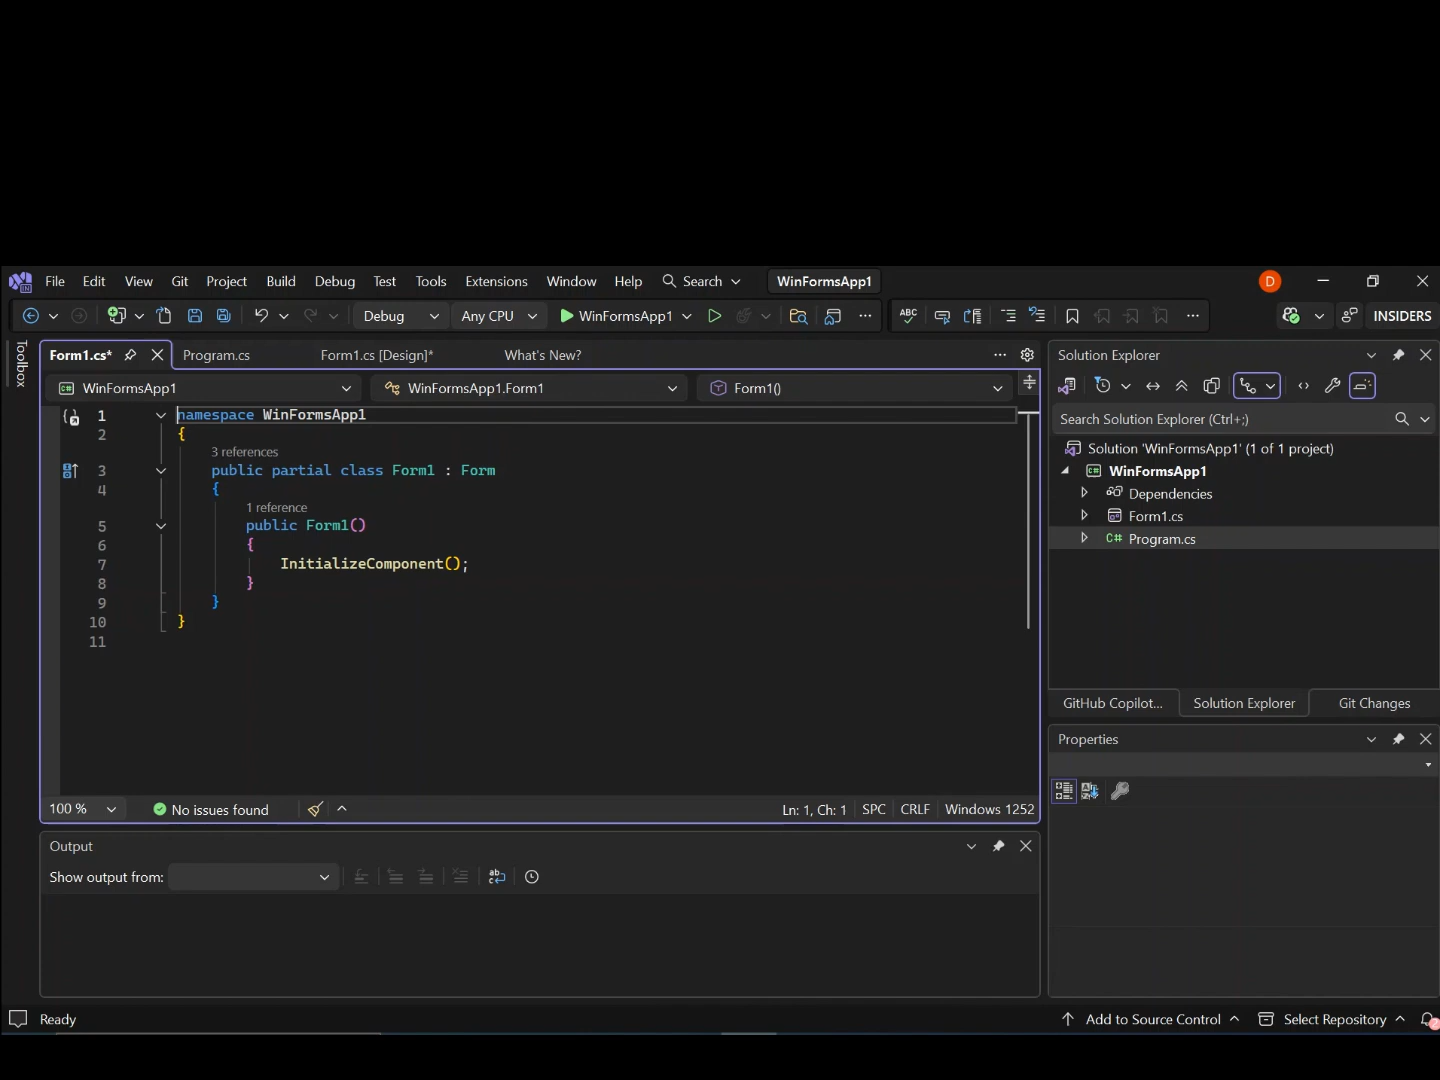 File Edit View Git Project Build Debug Test Tools Extensions Window Help Search WinFormsApp1 D
Debug Any CPU WinFormsApp1 ABC INSIDERS
Toolbox
Form1.cs* Program.cs Form1.cs [Design]* What's New?
WinFormsApp1 WinFormsApp1.Form1 Form1()
1 namespace WinFormsApp1
2 {
3 references
3 public partial class Form1 : Form
4 {
1 reference
5 public Form1()
6 {
7 InitializeComponent();
8 }
9 }
10 }
11
100 % No issues found Ln: 1, Ch: 1 SPC CRLF Windows 1252
Output
Show output from:
Solution Explorer
Search Solution Explorer (Ctrl+;)
Solution 'WinFormsApp1' (1 of 1 project)
C# WinFormsApp1
Dependencies
Form1.cs
C# Program.cs
GitHub Copilot... Solution Explorer Git Changes
Properties
Ready Add to Source Control Select Repository